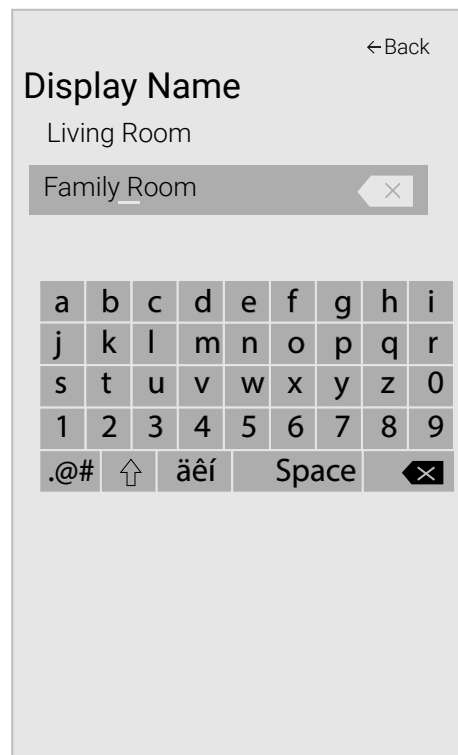 ←Back
Display Name
Living Room
Family Room
a b c d e f g h i
j k l m n o p q r
s t u v w x y z 0
1 2 3 4 5 6 7 8 9
.@# äêí Space